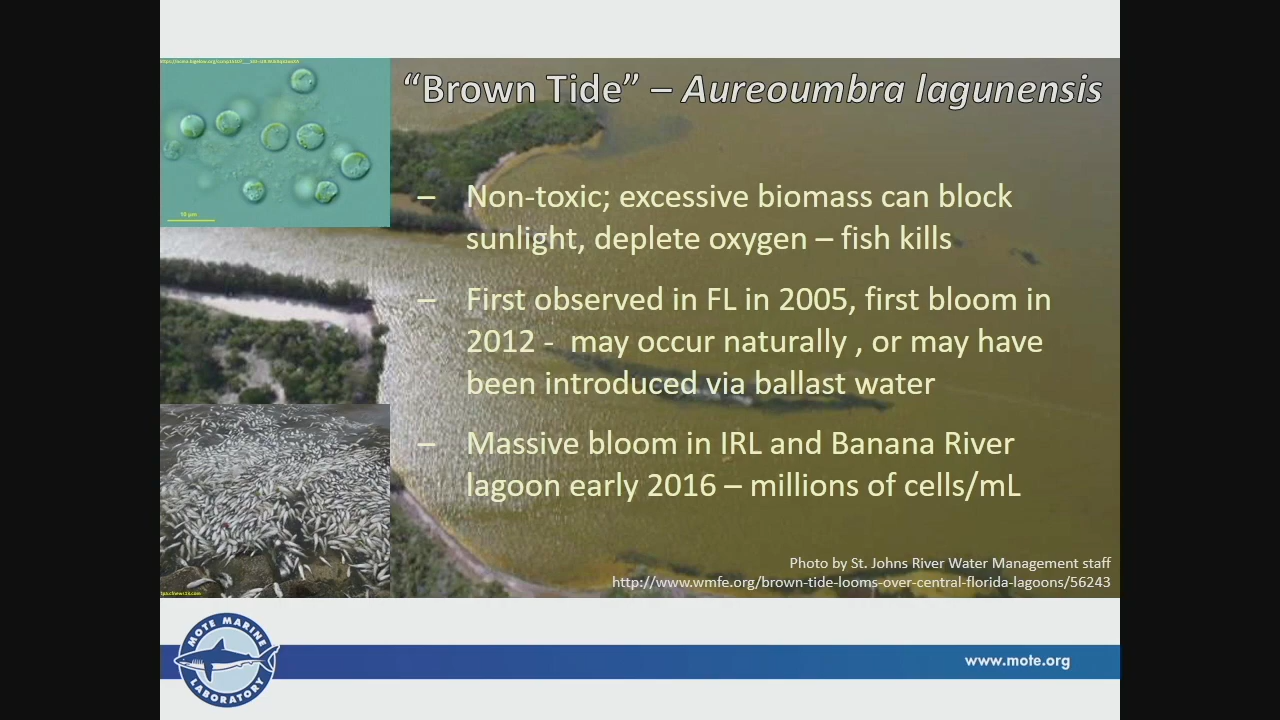 “Brown Tide” – Aureoumbra lagunensis
– Non-toxic; excessive biomass can block
sunlight, deplete oxygen – fish kills
– First observed in FL in 2005, first bloom in
2012 -  may occur naturally , or may have
been introduced via ballast water
– Massive bloom in IRL and Banana River
lagoon early 2016 – millions of cells/mL
10 µm
Photo by St. Johns River Water Management staff
http://www.wmfe.org/brown-tide-looms-over-central-florida-lagoons/56243
MOTE MARINE
LABORATORY
www.mote.org